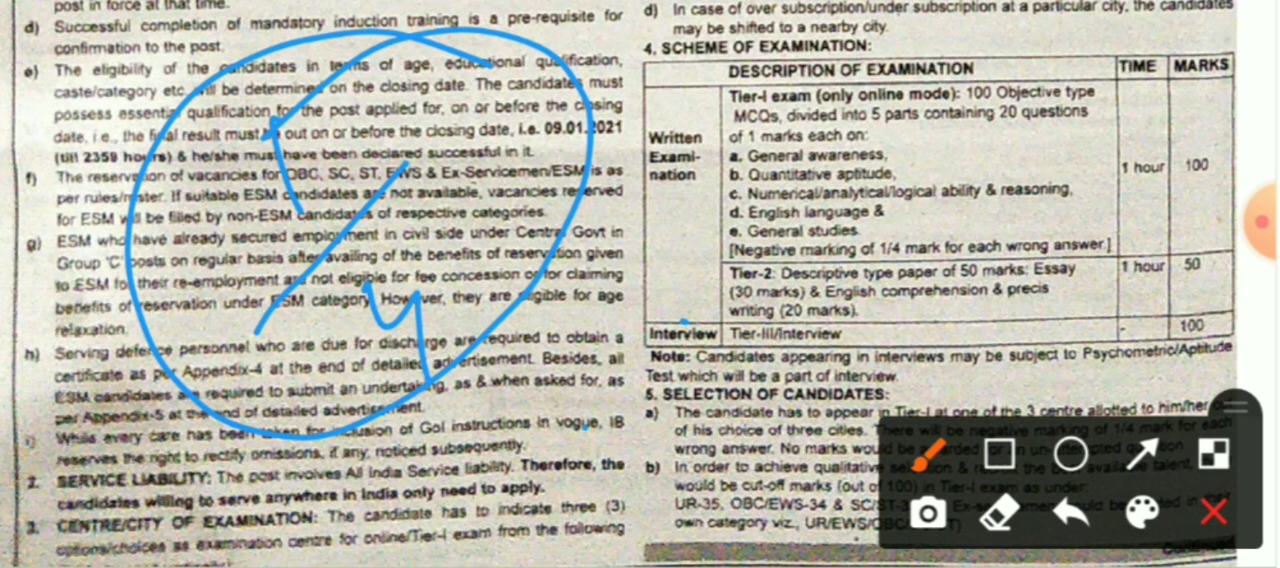 post in force at that time.
d) Successful completion of mandatory induction training is a pre-requisite for
confirmation to the post.
e) The eligibility of the candidates in terms of age, educational qualification,
caste/category etc. will be determined on the closing date. The candidates must
possess essential qualification for the post applied for, on or before the closing
date, i.e., the final result must be out on or before the closing date, i.e. 09.01.2021
(till 2359 hours) & he/she must have been declared successful in it.
f) The reservation of vacancies for OBC, SC, ST, EWS & Ex-Servicemen/ESM is as
per rules/roster. If suitable ESM candidates are not available, vacancies reserved
for ESM will be filled by non-ESM candidates of respective categories.
g) ESM who have already secured employment in civil side under Central Govt in
Group 'C' posts on regular basis after availing of the benefits of reservation given
to ESM for their re-employment are not eligible for fee concession or for claiming
benefits of reservation under ESM category. However, they are eligible for age
relaxation.
h) Serving defence personnel who are due for discharge are required to obtain a
certificate as per Appendix-4 at the end of detailed advertisement. Besides, all
ESM candidates are required to submit an undertaking, as & when asked for, as
per Appendix-5 at the end of detailed advertisement.
i) While every care has been taken for inclusion of GoI instructions in vogue, IB
reserves the right to rectify omissions, if any, noticed subsequently.
2. SERVICE LIABILITY: The post involves All India Service liability. Therefore, the
candidates willing to serve anywhere in India only need to apply.
3. CENTRE/CITY OF EXAMINATION: The candidate has to indicate three (3)
options/choices as examination centre for online/Tier-I exam from the following
d) In case of over subscription/under subscription at a particular city, the candidates
may be shifted to a nearby city.
4. SCHEME OF EXAMINATION:
DESCRIPTION OF EXAMINATION TIME MARKS
Written Exami-nation
Tier-I exam (only online mode): 100 Objective type
MCQs, divided into 5 parts containing 20 questions
of 1 marks each on:
a. General awareness,
b. Quantitative aptitude,
c. Numerical/analytical/logical ability & reasoning,
d. English language &
e. General studies.
[Negative marking of 1/4 mark for each wrong answer.]
1 hour 100
Tier-2: Descriptive type paper of 50 marks: Essay
(30 marks) & English comprehension & precis
writing (20 marks).
1 hour 50
Interview Tier-III/Interview - 100
Note: Candidates appearing in interviews may be subject to Psychometric/Aptitude
Test which will be a part of interview.
5. SELECTION OF CANDIDATES:
a) The candidate has to appear in Tier-I at one of the 3 centre allotted to him/her
of his choice of three cities. There will be negative marking of 1/4 mark for each
wrong answer. No marks would be
b) In order to achieve qualitative selection & the available talent,
would be cut-off marks (out of 100) in Tier-I exam as under:
UR-35, OBC/EWS-34 & SC/ST
own category viz., UR/EWS/OBC